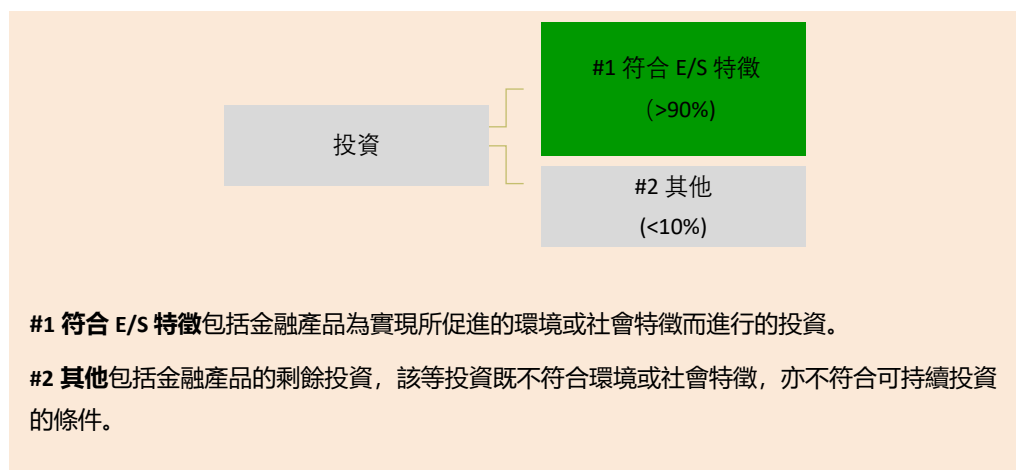 #1 符合 E/S 特徵
(>90%)
投資
#2 其他
(<10%)
#1 符合 E/S 特徵包括金融產品為實現所促進的環境或社會特徵而進行的投資。
#2 其他包括金融產品的剩餘投資，該等投資既不符合環境或社會特徵，亦不符合可持續投資
的條件。